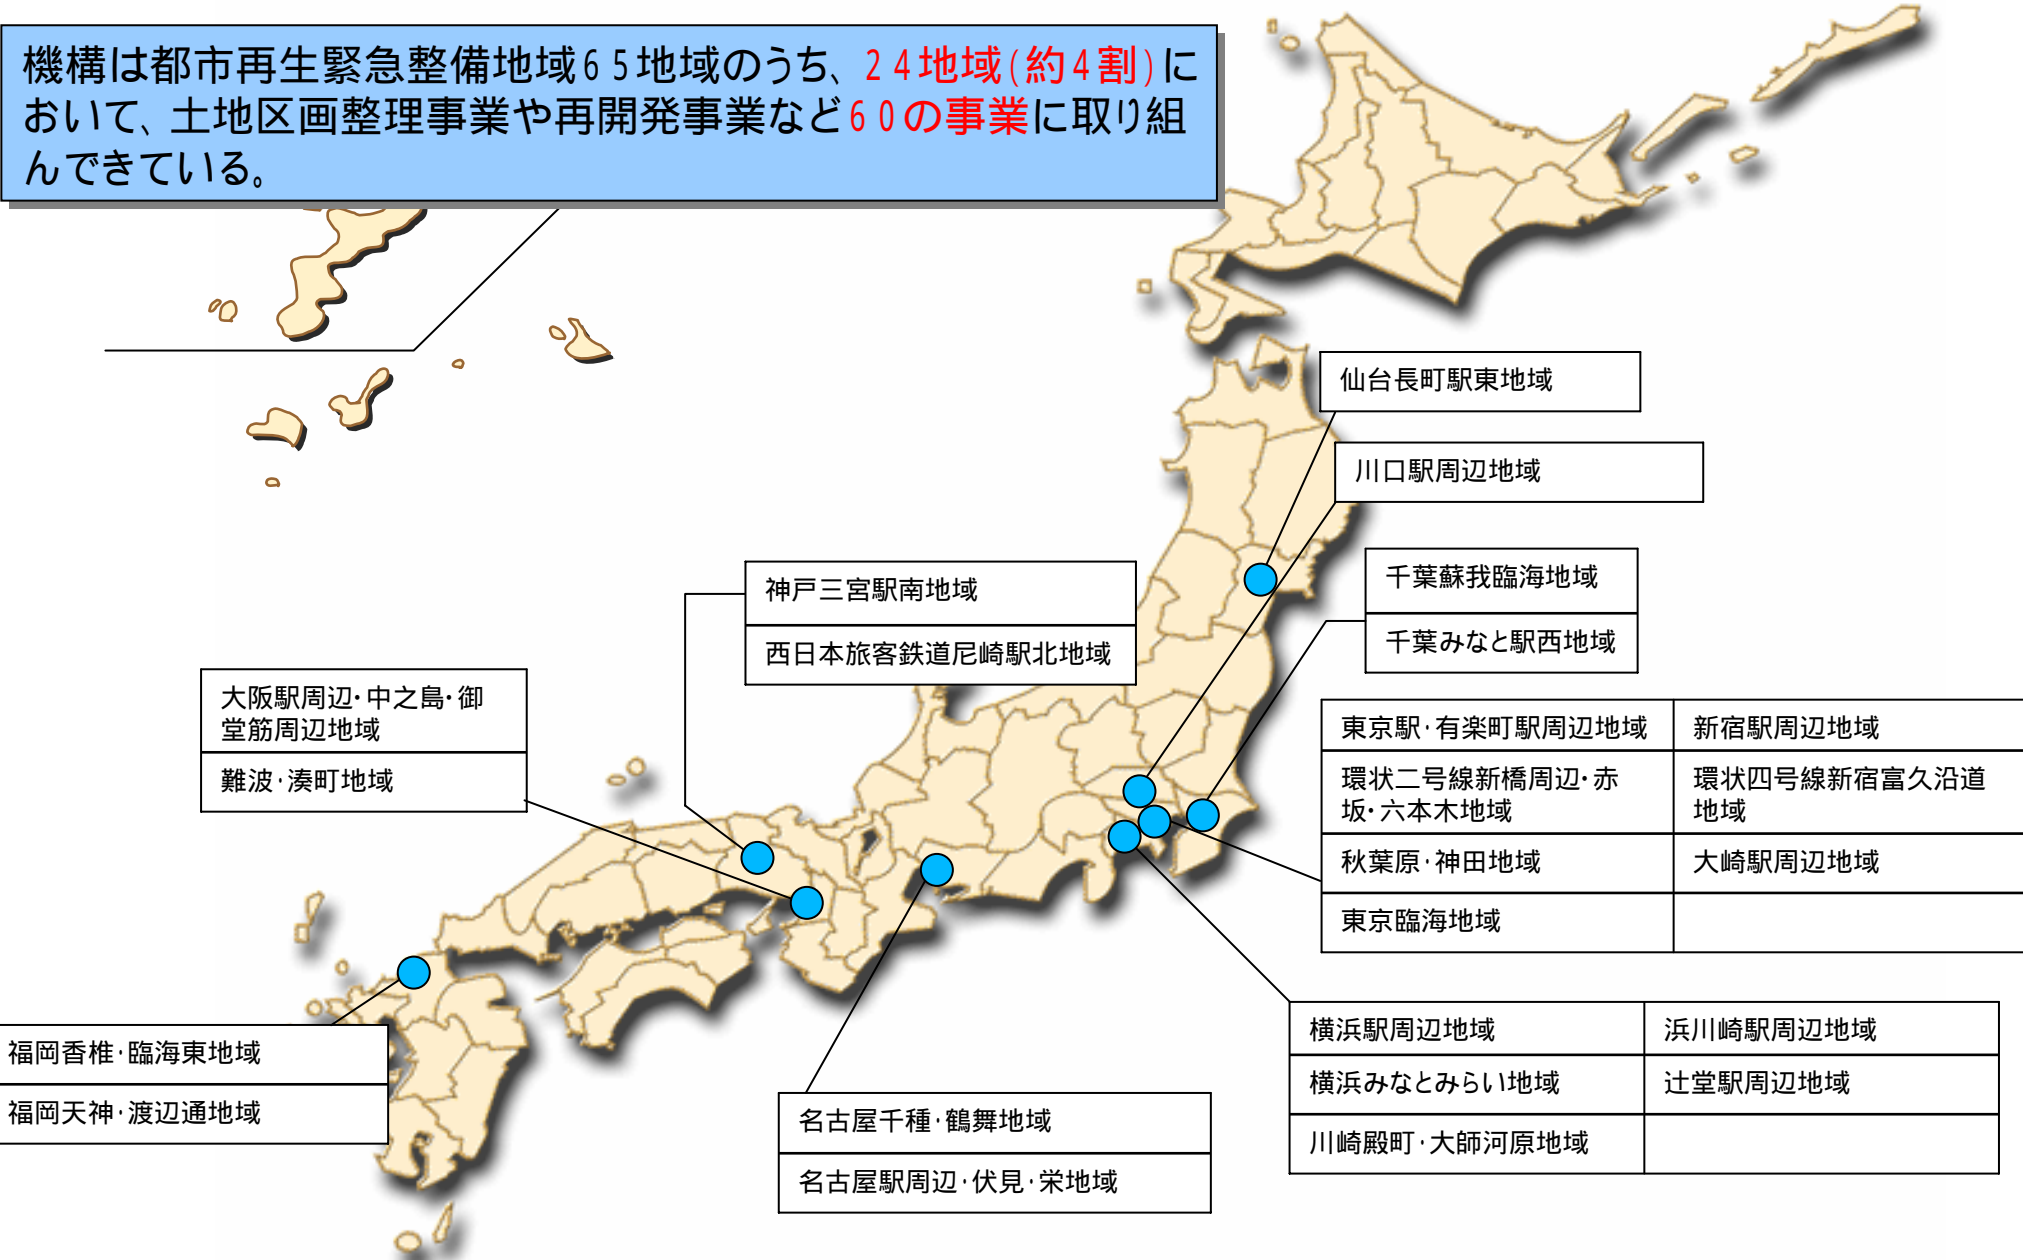 機構は都市再生緊急整備地域65地域のうち、24地域(約4割)に
おいて、土地区画整理事業や再開発事業など60の事業に取り組
んできている。
仙台長町駅東地域
川口駅周辺地域
千葉蘇我臨海地域
千葉みなと駅西地域
神戸三宮駅南地域
西日本旅客鉄道尼崎駅北地域
大阪駅周辺・中之島・御
堂筋周辺地域
難波・湊町地域
東京駅・有楽町駅周辺地域
新宿駅周辺地域
環状二号線新橋周辺・赤
坂・六本木地域
環状四号線新宿富久沿道
地域
秋葉原・神田地域
大崎駅周辺地域
東京臨海地域
横浜駅周辺地域
浜川崎駅周辺地域
横浜みなとみらい地域
辻堂駅周辺地域
川崎殿町・大師河原地域
福岡香椎・臨海東地域
福岡天神・渡辺通地域
名古屋千種・鶴舞地域
名古屋駅周辺・伏見・栄地域